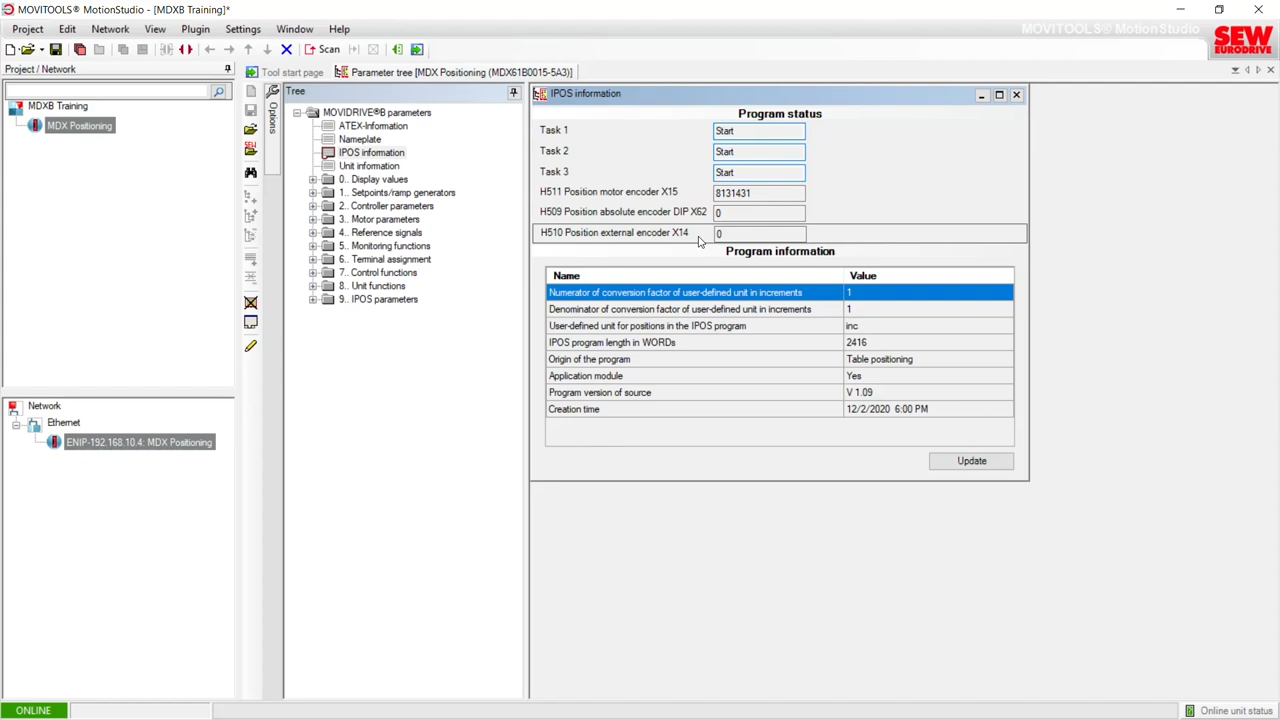 MOVITOOLS® MotionStudio - [MDXB Training]*
Project Edit Network View Plugin Settings Window Help
MOVITOOLS® MotionStudio
SEW
EURODRIVE
Scan
Project / Network
Tool start page
Parameter tree [MDX Positioning (MDX61B0015-5A3)]
MDXB Training
MDX Positioning
Options
SEW
Tree
MOVIDRIVE®B parameters
ATEX-Information
Nameplate
IPOS information
Unit information
0.. Display values
1.. Setpoints/ramp generators
2.. Controller parameters
3.. Motor parameters
4.. Reference signals
5.. Monitoring functions
6.. Terminal assignment
7.. Control functions
8.. Unit functions
9.. IPOS parameters
IPOS information
Program status
Task 1 Start
Task 2 Start
Task 3 Start
H511 Position motor encoder X15 8131431
H509 Position absolute encoder DIP X62 0
H510 Position external encoder X14 0
Program information
Name Value
Numerator of conversion factor of user-defined unit in increments 1
Denominator of conversion factor of user-defined unit in increments 1
User-defined unit for positions in the IPOS program inc
IPOS program length in WORDs 2416
Origin of the program Table positioning
Application module Yes
Program version of source V 1.09
Creation time 12/2/2020 6:00 PM
Update
Network
Ethernet
ENIP-192.168.10.4: MDX Positioning
ONLINE
Online unit status